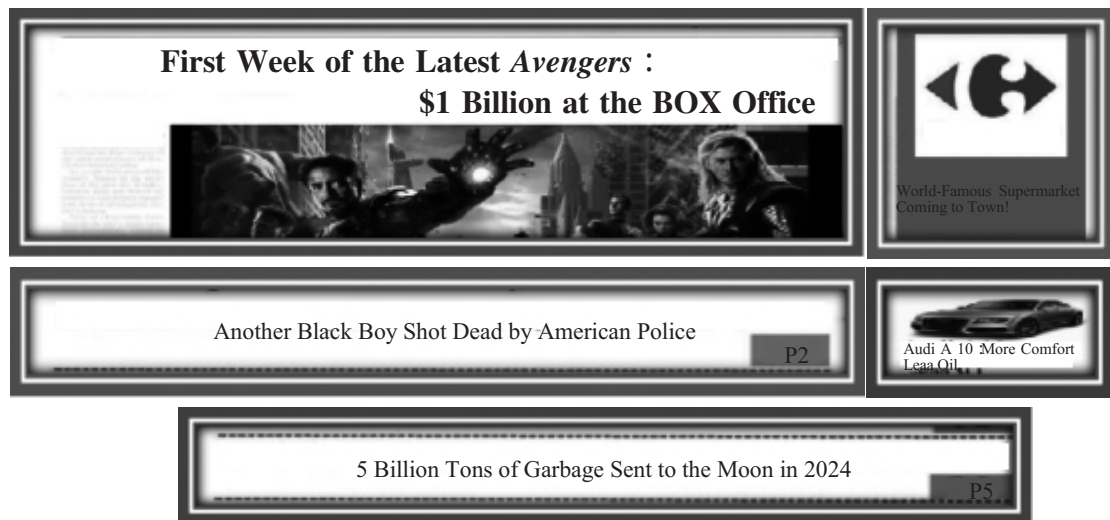 First Week of the Latest Avengers :
$1 Billion at the BOX Office
World-Famous Supermarket
Coming to Town!
Another Black Boy Shot Dead by American Police
P2
Audi A 10 :More Comfort
Leaa Oil
5 Billion Tons of Garbage Sent to the Moon in 2024
P5